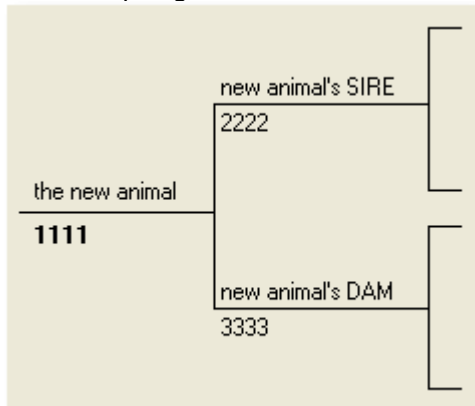 new animal's SIRE
2222
the new animal
1111
new animal's DAM
3333